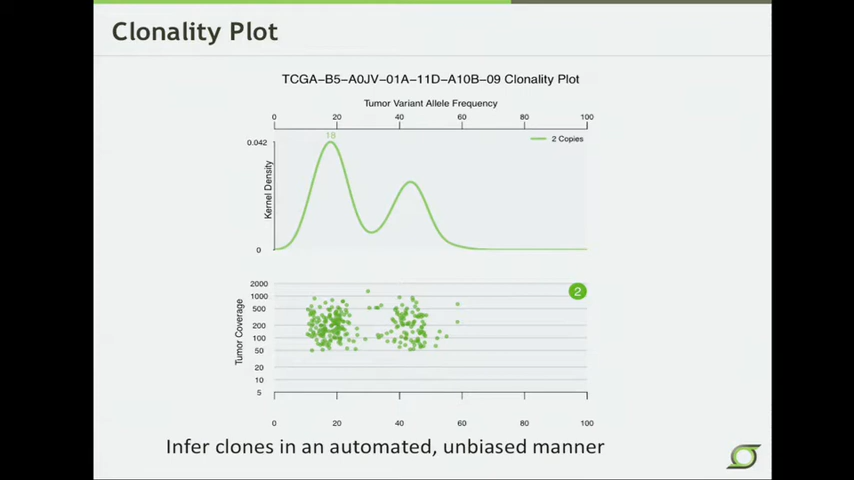 Clonality Plot
TCGA−B5−A0JV−01A−11D−A10B−09 Clonality Plot
Tumor Variant Allele Frequency
0 20 40 60 80 100
18
2 Copies
0.042
Kernel Density
0
2000
1000
500
200
100
50
20
10
5
Tumor Coverage
2
0 20 40 60 80 100
Infer clones in an automated, unbiased manner